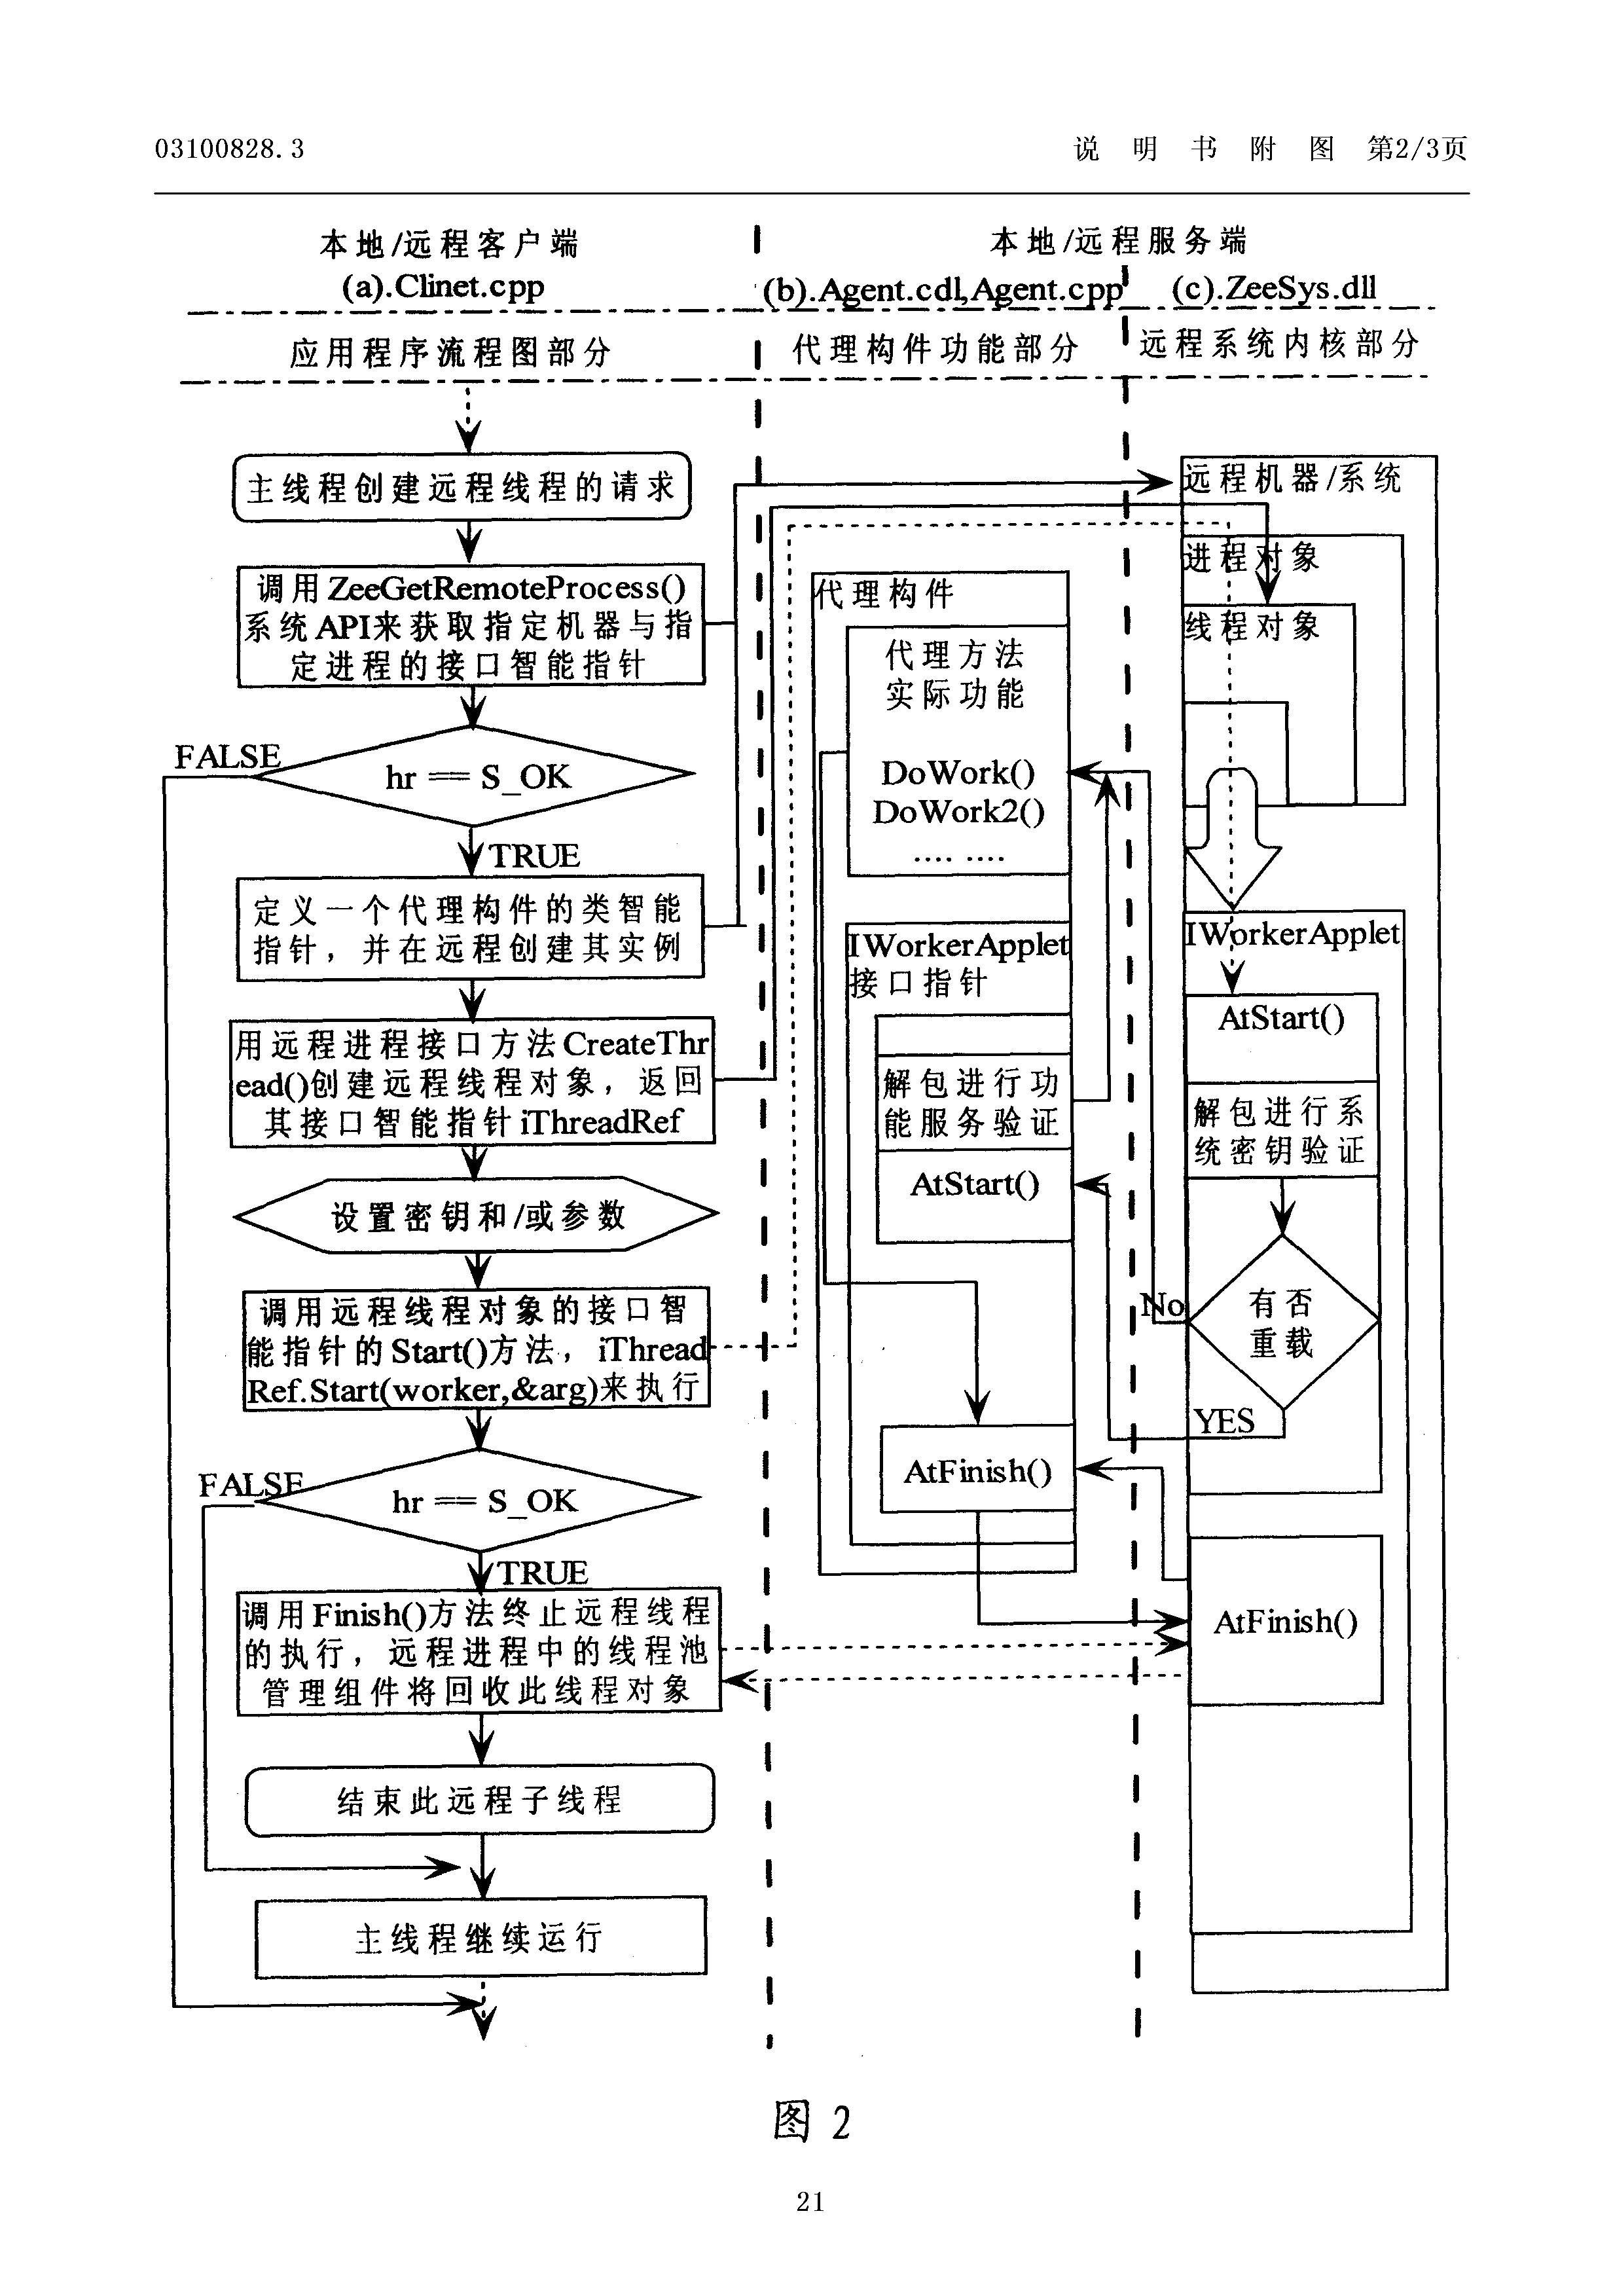 03100828.3
说明书附图 第2/3页
本地/远程客户端
(a).Clinet.cpp
本地/远程服务端
(b).Agent.cdl,Agent.cpp
(c).ZeeSys.dll
应用程序流程图部分
代理构件功能部分
远程系统内核部分
主线程创建远程线程的请求
调用ZeeGetRemoteProcess()
系统API来获取指定机器与指
定进程的接口智能指针
FALSE
hr == S_OK
TRUE
定义一个代理构件的类智能
指针，并在远程创建其实例
用远程进程接口方法CreateThr
ead()创建远程线程对象，返回
其接口智能指针iThreadRef
设置密钥和/或参数
调用远程线程对象的接口智
能指针的Start()方法，iThread
Ref.Start(worker,&arg)来执行
FALSE
hr == S_OK
TRUE
调用Finish()方法终止远程线程
的执行，远程进程中的线程池
管理组件将回收此线程对象
结束此远程子线程
主线程继续运行
代理构件
代理方法
实际功能
DoWork()
DoWork2()
.... ....
IWorkerApplet
接口指针
解包进行功
能服务验证
AtStart()
AtFinish()
远程机器/系统
进程对象
线程对象
IWorkerApplet
AtStart()
解包进行系
统密钥验证
No
有否
重载
YES
AtFinish()
图 2
21